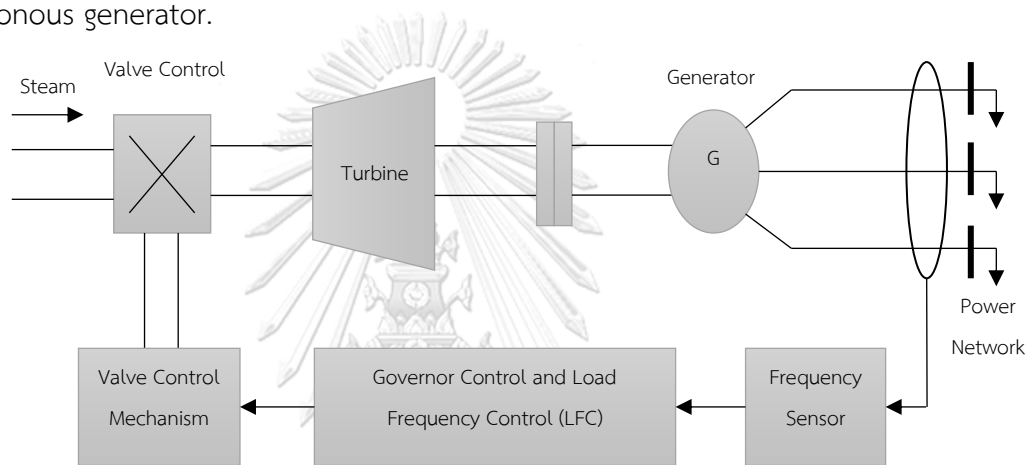 onous generator.
Valve Control
Steam
Generator
Turbine
G
Power
Network
Valve Control
Mechanism
Governor Control and Load
Frequency Control (LFC)
Frequency
Sensor